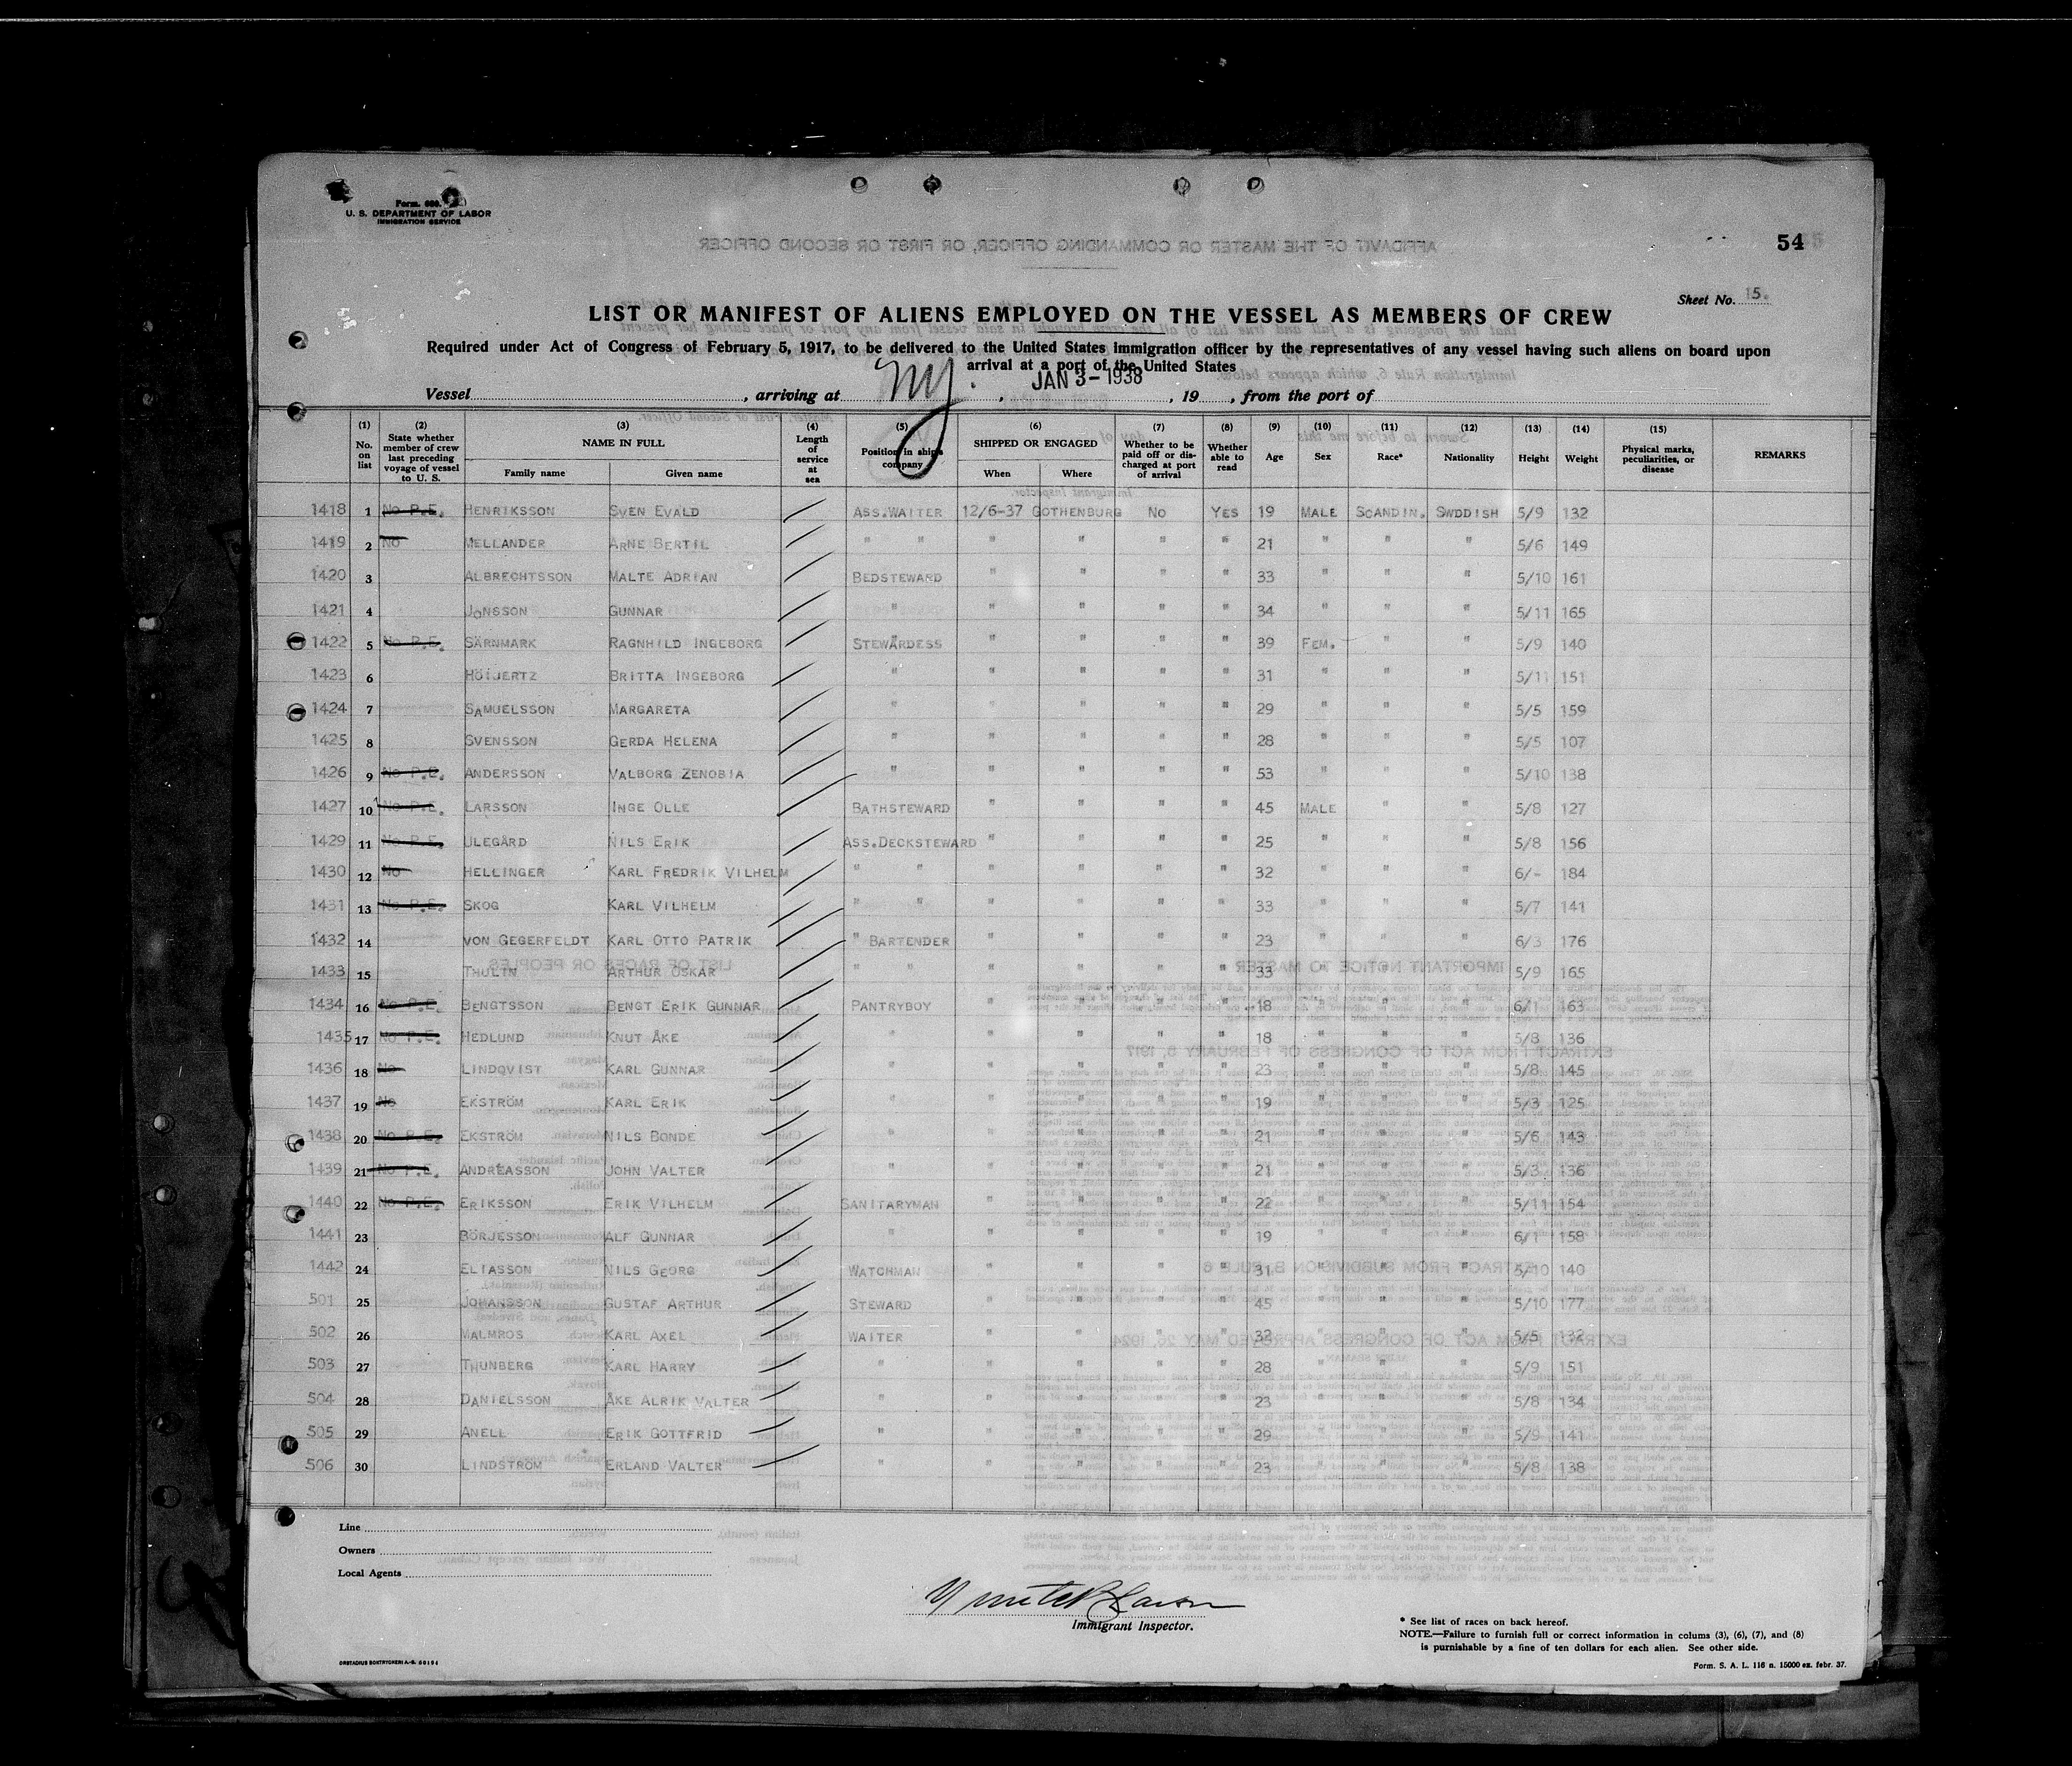 Form 680.
U. S. DEPARTMENT OF LABOR
IMMIGRATION SERVICE
54
Sheet No. 15.
LIST OR MANIFEST OF ALIENS EMPLOYED ON THE VESSEL AS MEMBERS OF CREW
Required under Act of Congress of February 5, 1917, to be delivered to the United States immigration officer by the representatives of any vessel having such aliens on board upon
arrival at a port of the United States
Vessel , arriving at NY. , JAN 3-1938 , 19 , from the port of
(1) No. on list (2) State whether member of crew last preceding voyage of vessel to U. S. (3) NAME IN FULL Family name Given name (4) Length of service at sea (5) Position in ship's company (6) SHIPPED OR ENGAGED When Where (7) Whether to be paid off or discharged at port of arrival (8) Whether able to read (9) Age (10) Sex (11) Race* (12) Nationality (13) Height (14) Weight (15) Physical marks, peculiarities, or disease REMARKS
1418 1 No P.E. HENRIKSSON SVEN EVALD ASS.WAITER 12/6-37 GOTHENBURG NO YES 19 MALE SCANDIN. SWDDISH 5/9 132
1419 2 No MELLANDER ARNE BERTIL " " " " " " 21 " " " 5/6 149
1420 3 ALBRECHTSSON MALTE ADRIAN BEDSTEWARD " " " " 33 " " " 5/10 161
1421 4 JONSSON GUNNAR " " " " " 34 " " " 5/11 165
1422 5 No P.E. SÄRNMARK RAGNHILD INGEBORG STEWARDESS " " " " 39 FEM. " " 5/9 140
1423 6 HÖIJERTZ BRITTA INGEBORG " " " " " 31 " " " 5/11 151
1424 7 SAMUELSSON MARGARETA " " " " " 29 " " " 5/5 159
1425 8 SVENSSON GERDA HELENA " " " " " 28 " " " 5/5 107
1426 9 No P.E. ANDERSSON VALBORG ZENOBIA " " " " " 53 " " " 5/10 138
1427 10 No P.E. LARSSON INGE OLLE BATHSTEWARD " " " " 45 MALE " " 5/8 127
1429 11 No P.E. ULEGÅRD NILS ERIK ASS.DECKSTEWARD " " " " 25 " " " 5/8 156
1430 12 No HELLINGER KARL FREDRIK VILHELM " " " " " " 32 " " " 6/- 184
1431 13 No P.E. SKOG KARL VILHELM " " " " " " 33 " " " 5/7 141
1432 14 VON GEGERFELDT KARL OTTO PATRIK " BARTENDER " " " " 23 " " " 6/3 176
1433 15 THULIN ARTHUR OSKAR " " " " " " 33 " " " 5/9 165
1434 16 No P.E. BENGTSSON BENGT ERIK GUNNAR PANTRYBOY " " " " 18 " " " 6/1 163
1435 17 No P.E. HEDLUND KNUT ÅKE " " " " " 18 " " " 5/8 136
1436 18 No LINDQVIST KARL GUNNAR " " " " " 23 " " " 5/8 145
1437 19 No EKSTRÖM KARL ERIK " " " " " 19 " " " 5/3 125
1438 20 No P.E. EKSTRÖM NILS BONDE " " " " " 21 " " " 5/6 143
1439 21 No P.E. ANDREASSON JOHN VALTER " " " " " 21 " " " 5/3 136
1440 22 No P.E. ERIKSSON ERIK VILHELM SANITARYMAN " " " " 22 " " " 5/11 154
1441 23 BÖRJESSON ALF GUNNAR " " " " " 19 " " " 6/1 158
1442 24 ELIASSON NILS GEORG WATCHMAN " " " " 31 " " " 5/10 140
501 25 JOHANSSON GUSTAF ARTHUR STEWARD " " " " 45 " " " 5/10 177
502 26 MALMROS KARL AXEL WAITER " " " " 32 " " " 5/5 132
503 27 THUNBERG KARL HARRY " " " " " 28 " " " 5/9 151
504 28 DANIELSSON ÅKE ALRIK VALTER " " " " " 23 " " " 5/8 134
505 29 ANELL ERIK GOTTFRID " " " " " 29 " " " 5/9 141
506 30 LINDSTRÖM ERLAND VALTER " " " " " 23 " " " 5/8 138
Line
Owners
Local Agents
Immigrant Inspector.
* See list of races on back hereof.
NOTE.—Failure to furnish full or correct information in colums (3), (6), (7), and (8)
is punishable by a fine of ten dollars for each alien. See other side.
ORSTADIUS BOKTRYCKERI A.-B. 66194
Form. S. A. L. 116 n. 15000 ex. febr. 37.